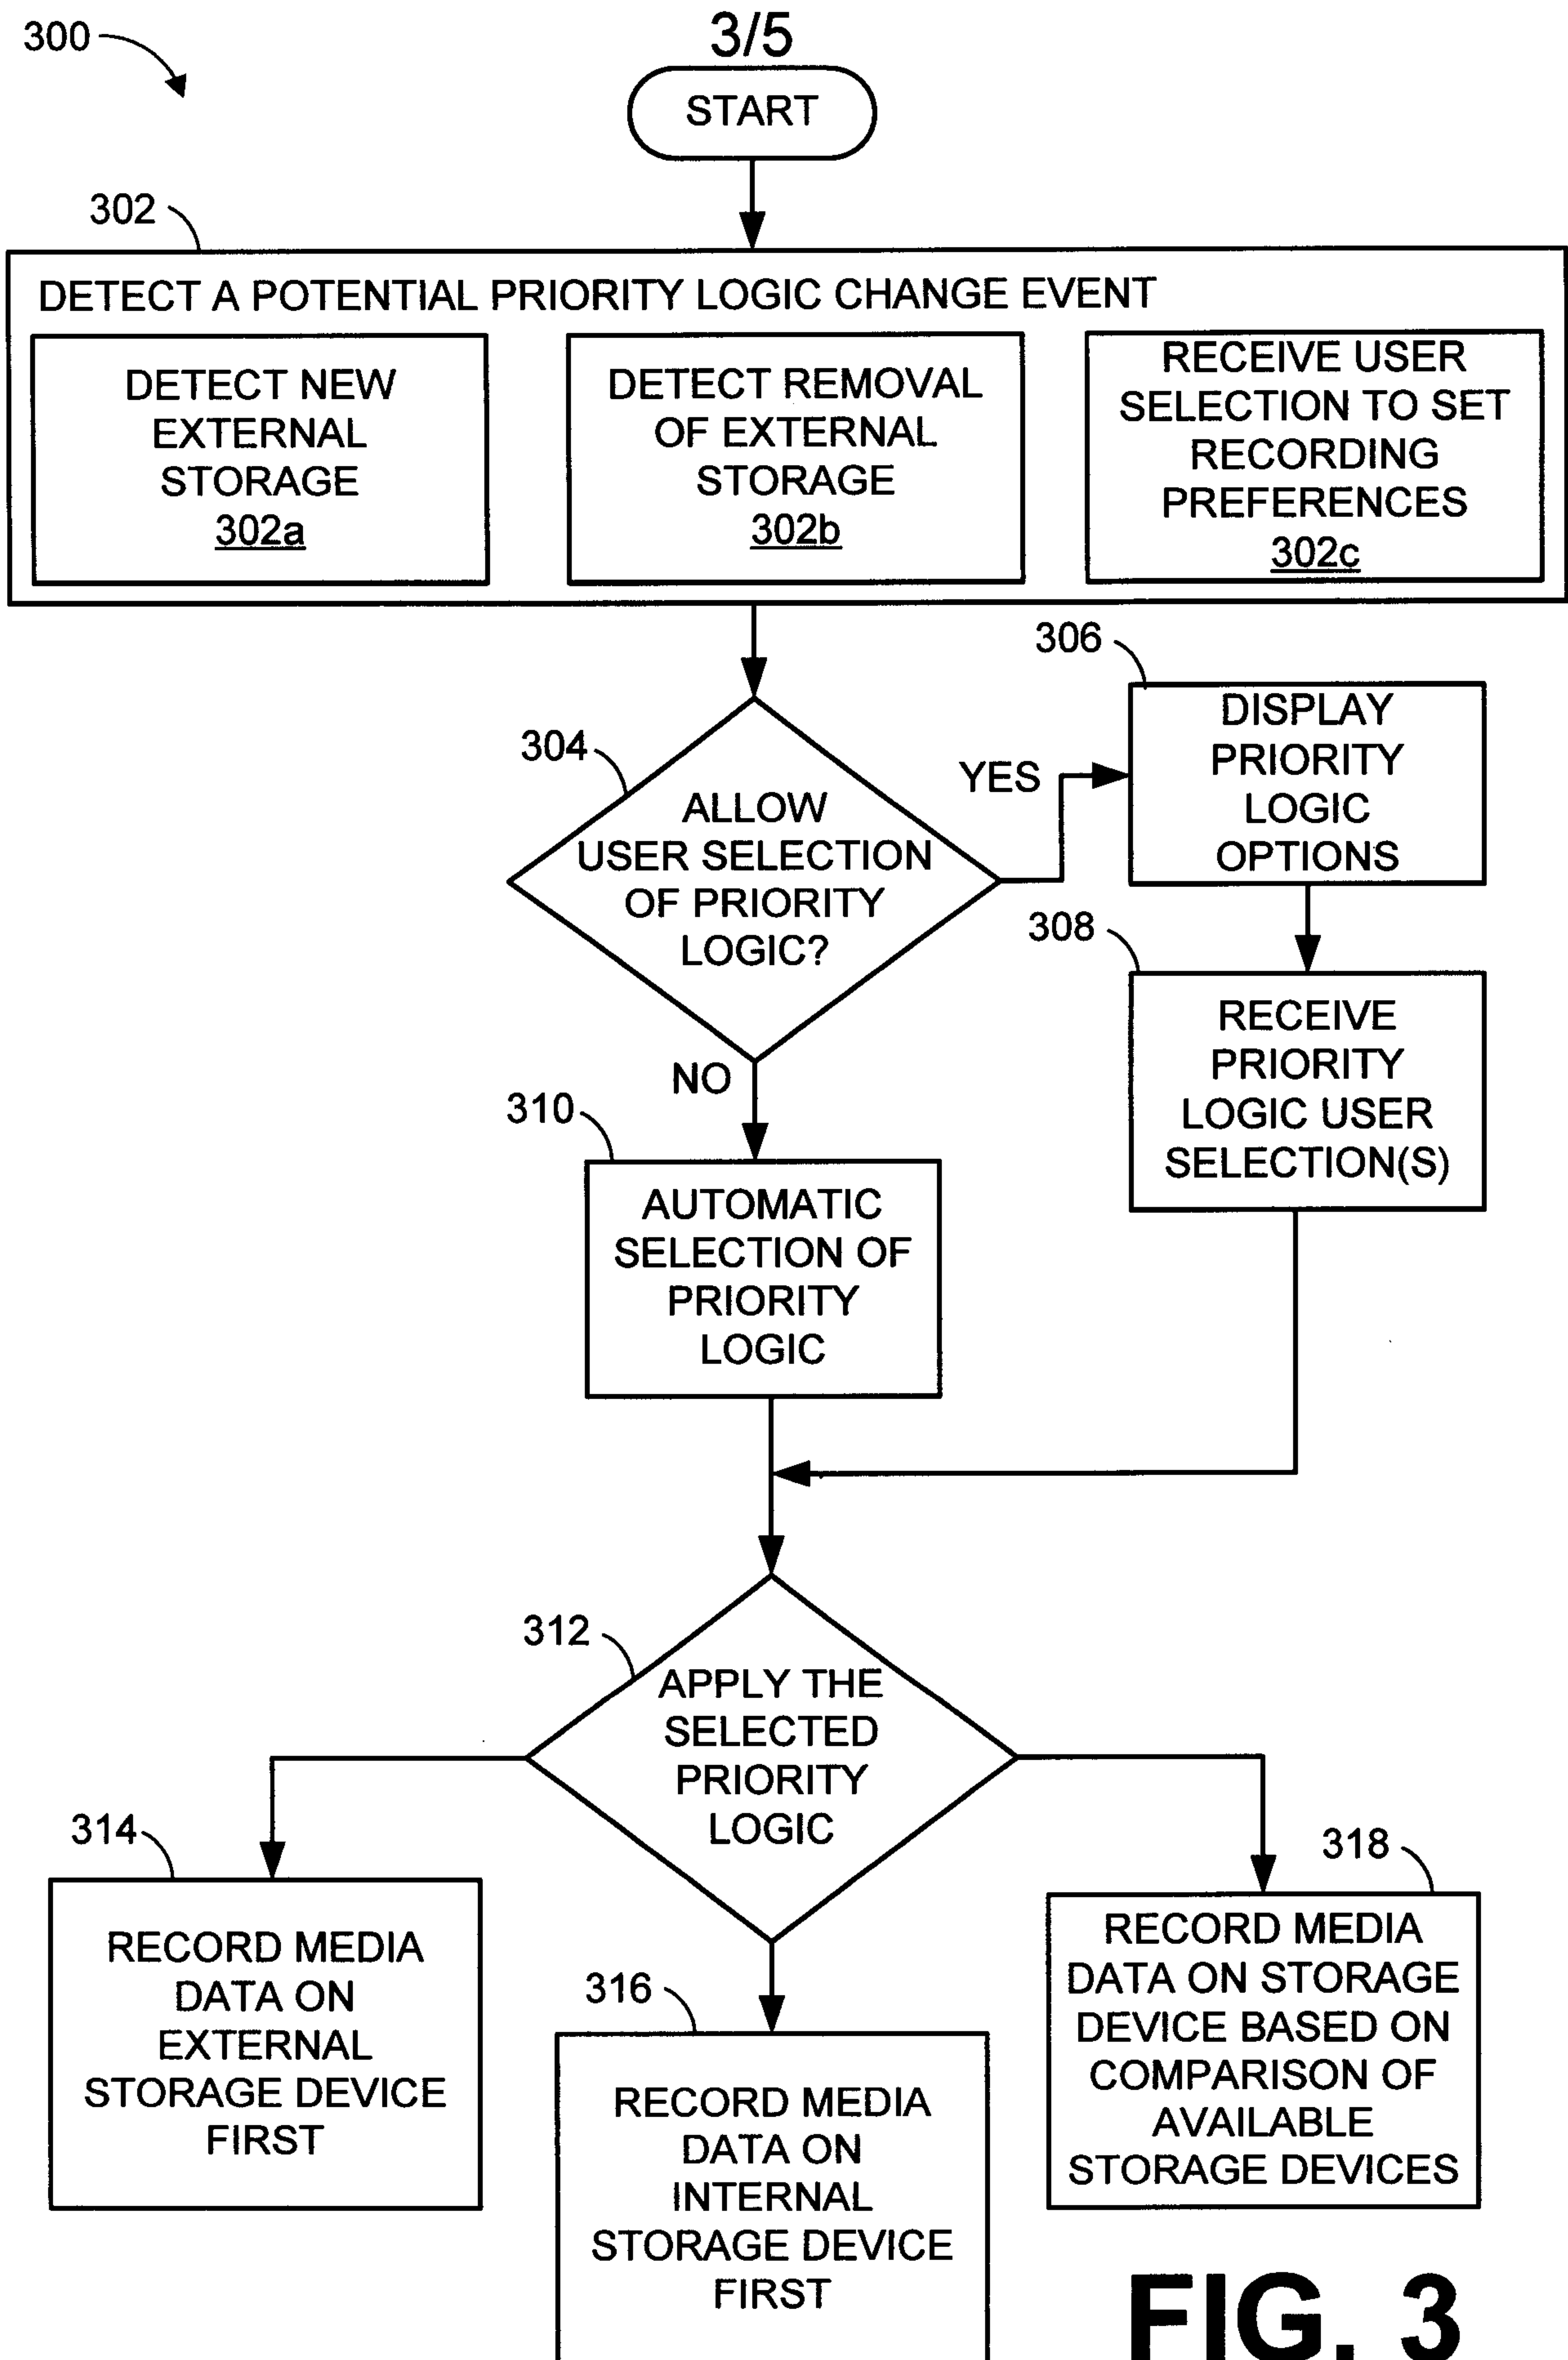 300
3/5
START
302
DETECT A POTENTIAL PRIORITY LOGIC CHANGE EVENT
DETECT NEW
EXTERNAL
STORAGE
302a
DETECT REMOVAL
OF EXTERNAL
STORAGE
302b
RECEIVE USER
SELECTION TO SET
RECORDING
PREFERENCES
302c
304
ALLOW
USER SELECTION
OF PRIORITY
LOGIC?
YES
306
DISPLAY
PRIORITY
LOGIC
OPTIONS
308
RECEIVE
PRIORITY
LOGIC USER
SELECTION(S)
NO
310
AUTOMATIC
SELECTION OF
PRIORITY
LOGIC
312
APPLY THE
SELECTED
PRIORITY
LOGIC
314
RECORD MEDIA
DATA ON
EXTERNAL
STORAGE DEVICE
FIRST
316
RECORD MEDIA
DATA ON
INTERNAL
STORAGE DEVICE
FIRST
318
RECORD MEDIA
DATA ON STORAGE
DEVICE BASED ON
COMPARISON OF
AVAILABLE
STORAGE DEVICES
FIG. 3